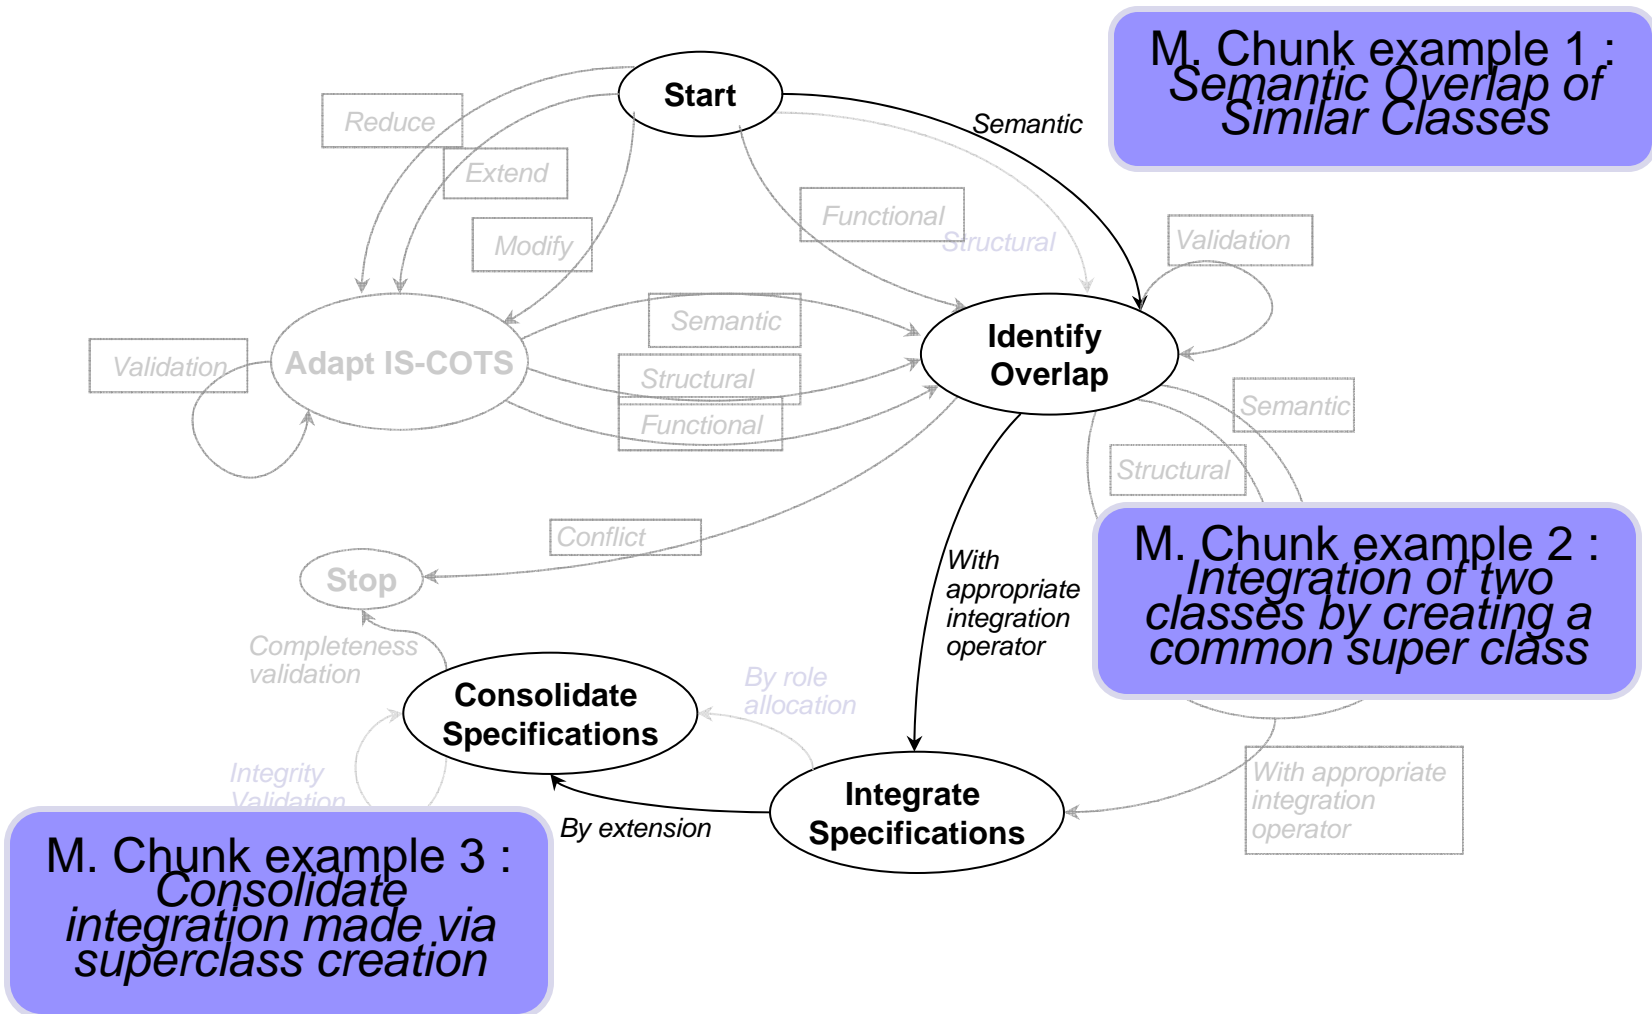 M. Chunk example 1 :
Semantic Overlap of
Similar Classes
Start
Reduce
Semantic
Extend
Functional
Modify
Structural
Validation
Semantic
Identify
Overlap
Validation
Adapt IS-COTS
Structural
Functional
Semantic
Structural
Conflict
M. Chunk example 2 :
Integration of two
classes by creating a
common super class
With
appropriate
integration
operator
Stop
Completeness
validation
By role
allocation
Consolidate
Specifications
Integrity
Validation
With appropriate
integration
operator
Integrate
Specifications
By extension
M. Chunk example 3 :
Consolidate
integration made via
superclass creation